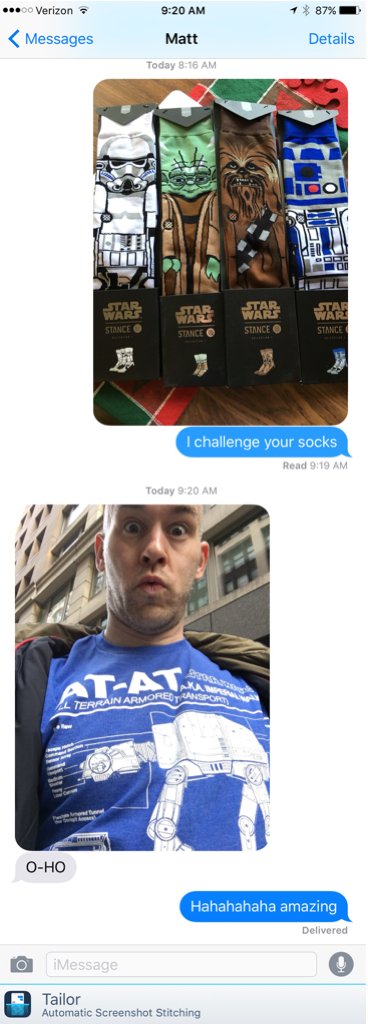 Verizon 9:20 AM 87%
Messages Matt Details
Today 8:16 AM
STAR WARS STANCE
STAR WARS STANCE
STAR WARS STANCE
STAR WARS STANCE
I challenge your socks
Read 9:19 AM
Today 9:20 AM
AT-AT
A.K.A. IMPERIAL
ALL TERRAIN ARMORED TRANSPORT)
O-HO
Hahahahaha amazing
Delivered
iMessage
Tailor
Automatic Screenshot Stitching